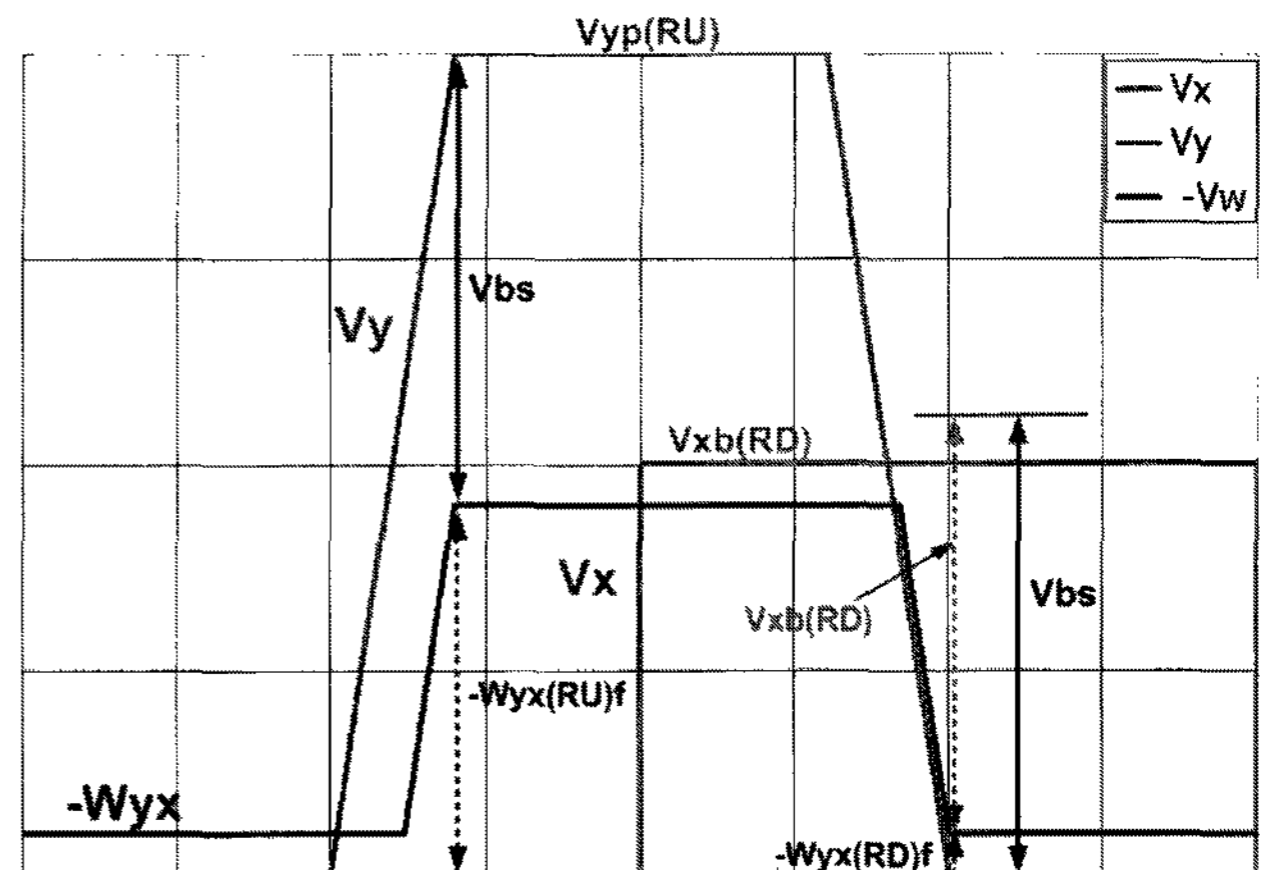 Vyp(RU)
Vx
Vy
-Vw
Vbs
Vy
Vxb(RD)
Vx
Vxb(RD)
Vbs
-Wyx(RU)f
-Wyx
-Wyx(RD)f